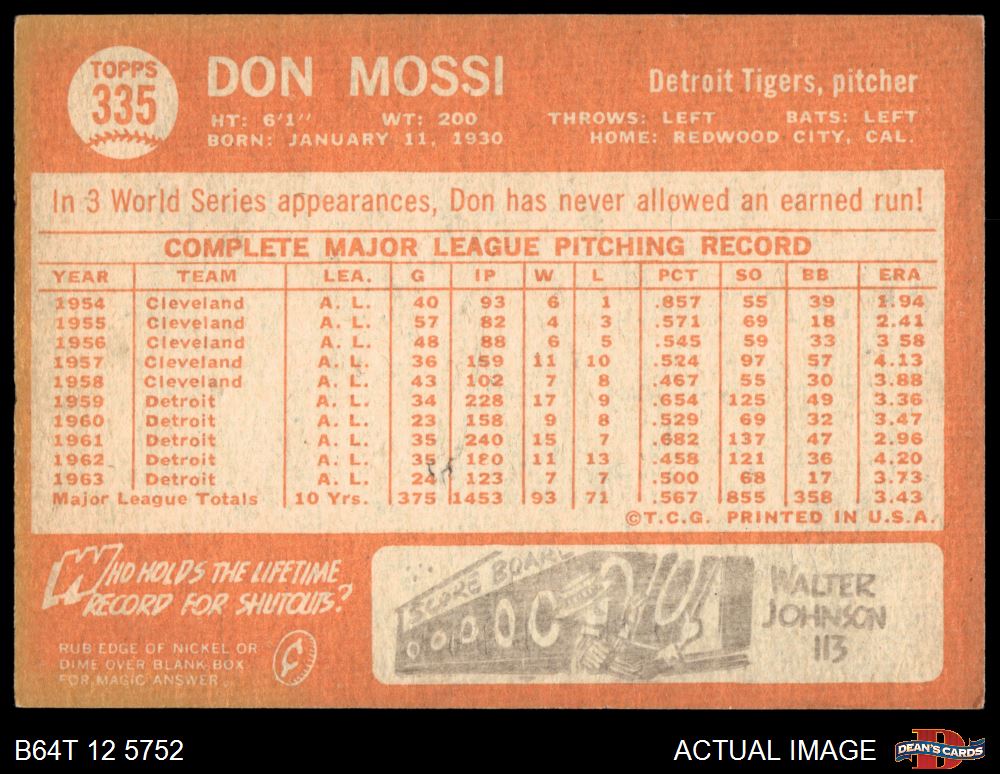 TOPPS
335
DON MOSSI
Detroit Tigers, pitcher
HT: 6'1" WT: 200 THROWS: LEFT BATS: LEFT
BORN: JANUARY 11, 1930 HOME: REDWOOD CITY, CAL.
In 3 World Series appearances, Don has never allowed an earned run!
COMPLETE MAJOR LEAGUE PITCHING RECORD
YEAR TEAM LEA. G IP W L PCT SO BB ERA
1954 Cleveland A. L. 40 93 6 1 .857 55 39 1.94
1955 Cleveland A. L. 57 82 4 3 .571 69 18 2.41
1956 Cleveland A. L. 48 88 6 5 .545 59 33 3.58
1957 Cleveland A. L. 36 159 11 10 .524 97 57 4.13
1958 Cleveland A. L. 43 102 7 8 .467 55 30 3.88
1959 Detroit A. L. 34 228 17 9 .654 125 49 3.36
1960 Detroit A. L. 23 158 9 8 .529 69 32 3.47
1961 Detroit A. L. 35 240 15 7 .682 137 47 2.96
1962 Detroit A. L. 35 180 11 13 .458 121 36 4.20
1963 Detroit A. L. 24 123 7 7 .500 68 17 3.73
Major League Totals 10 Yrs. 375 1453 93 71 .567 855 358 3.43
©T.C.G. PRINTED IN U.S.A.
WHO HOLDS THE LIFETIME
RECORD FOR SHUTOUTS?
RUB EDGE OF NICKEL OR
DIME OVER BLANK BOX
FOR MAGIC ANSWER
SCORE BOARD
00000
WALTER
JOHNSON
113
B64T 12 5752
ACTUAL IMAGE
DEAN'S CARDS